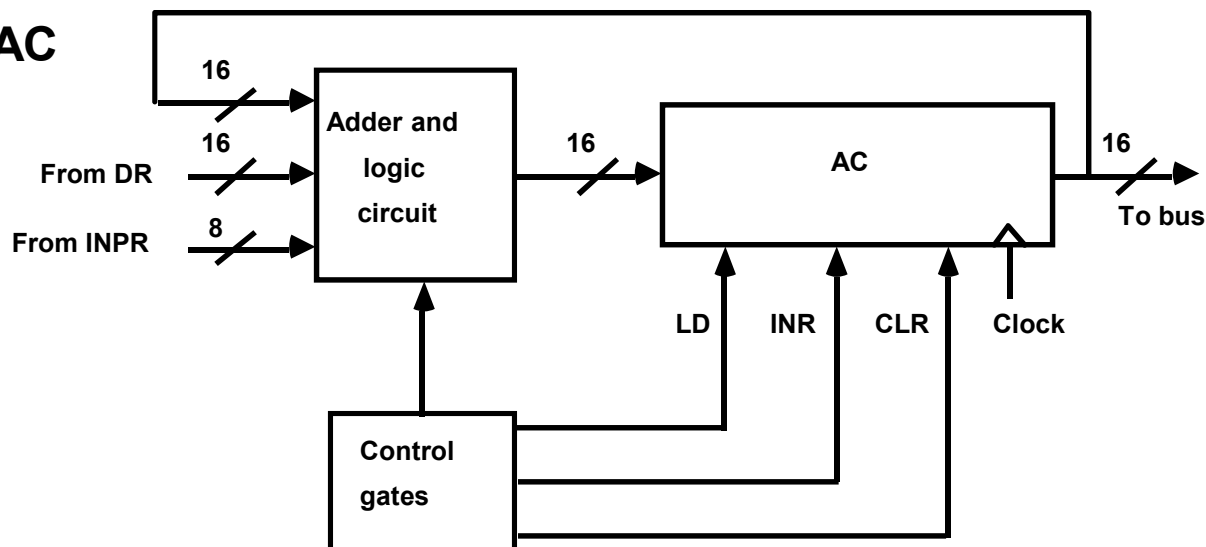 AC
16
Adder and
logic
circuit
16
From DR
From INPR
8
16
AC
16
To bus
LD
INR
CLR
Clock
Control
gates